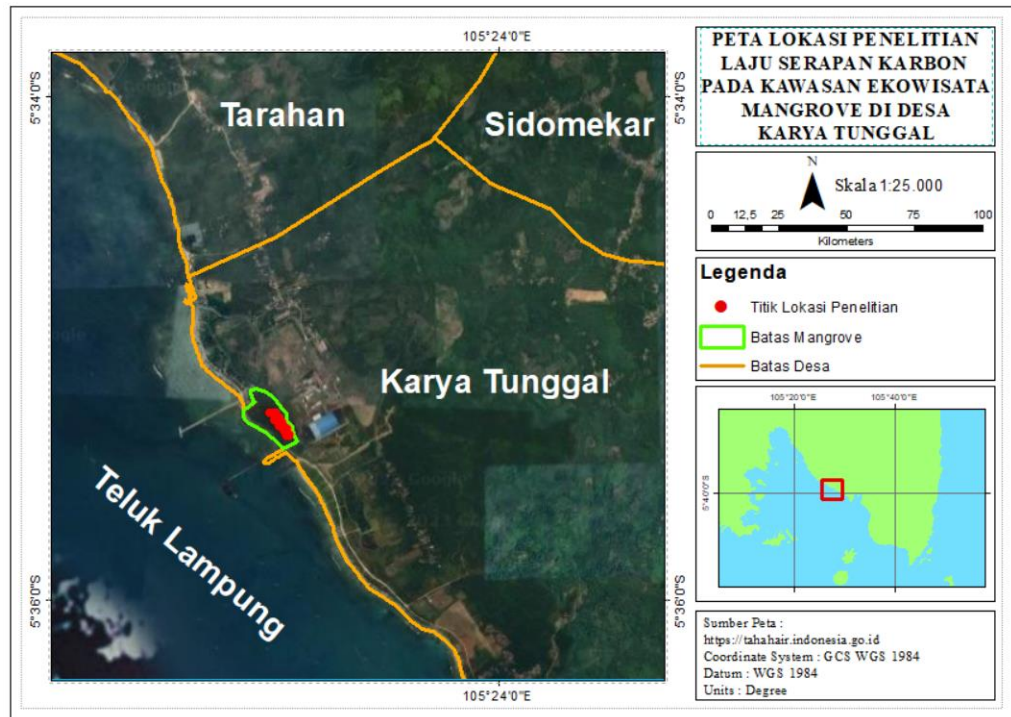 PETA LOKASI PENELITIAN
LAJU SERAPAN KARBON
PADA KAWASAN EKOWISATA
MANGROVE DI DESA
KARYA TUNGGAL
105°24'0"E
5°34'0"S
5°34'0"S
Tarahan
Sidomekar
Karya Tunggal
Teluk Lampung
5°36'0"S
5°36'0"S
105°24'0"E
N
Skala 1:25.000
0 12,5 25 50 75 100
Kilometers
Legenda
Titik Lokasi Penelitian
Batas Mangrove
Batas Desa
105°20'0"E 105°40'0"E
5°40'0"S
Sumber Peta :
https://tahahair.indonesia.go.id
Coordinate System : GCS WGS 1984
Datum : WGS 1984
Units : Degree